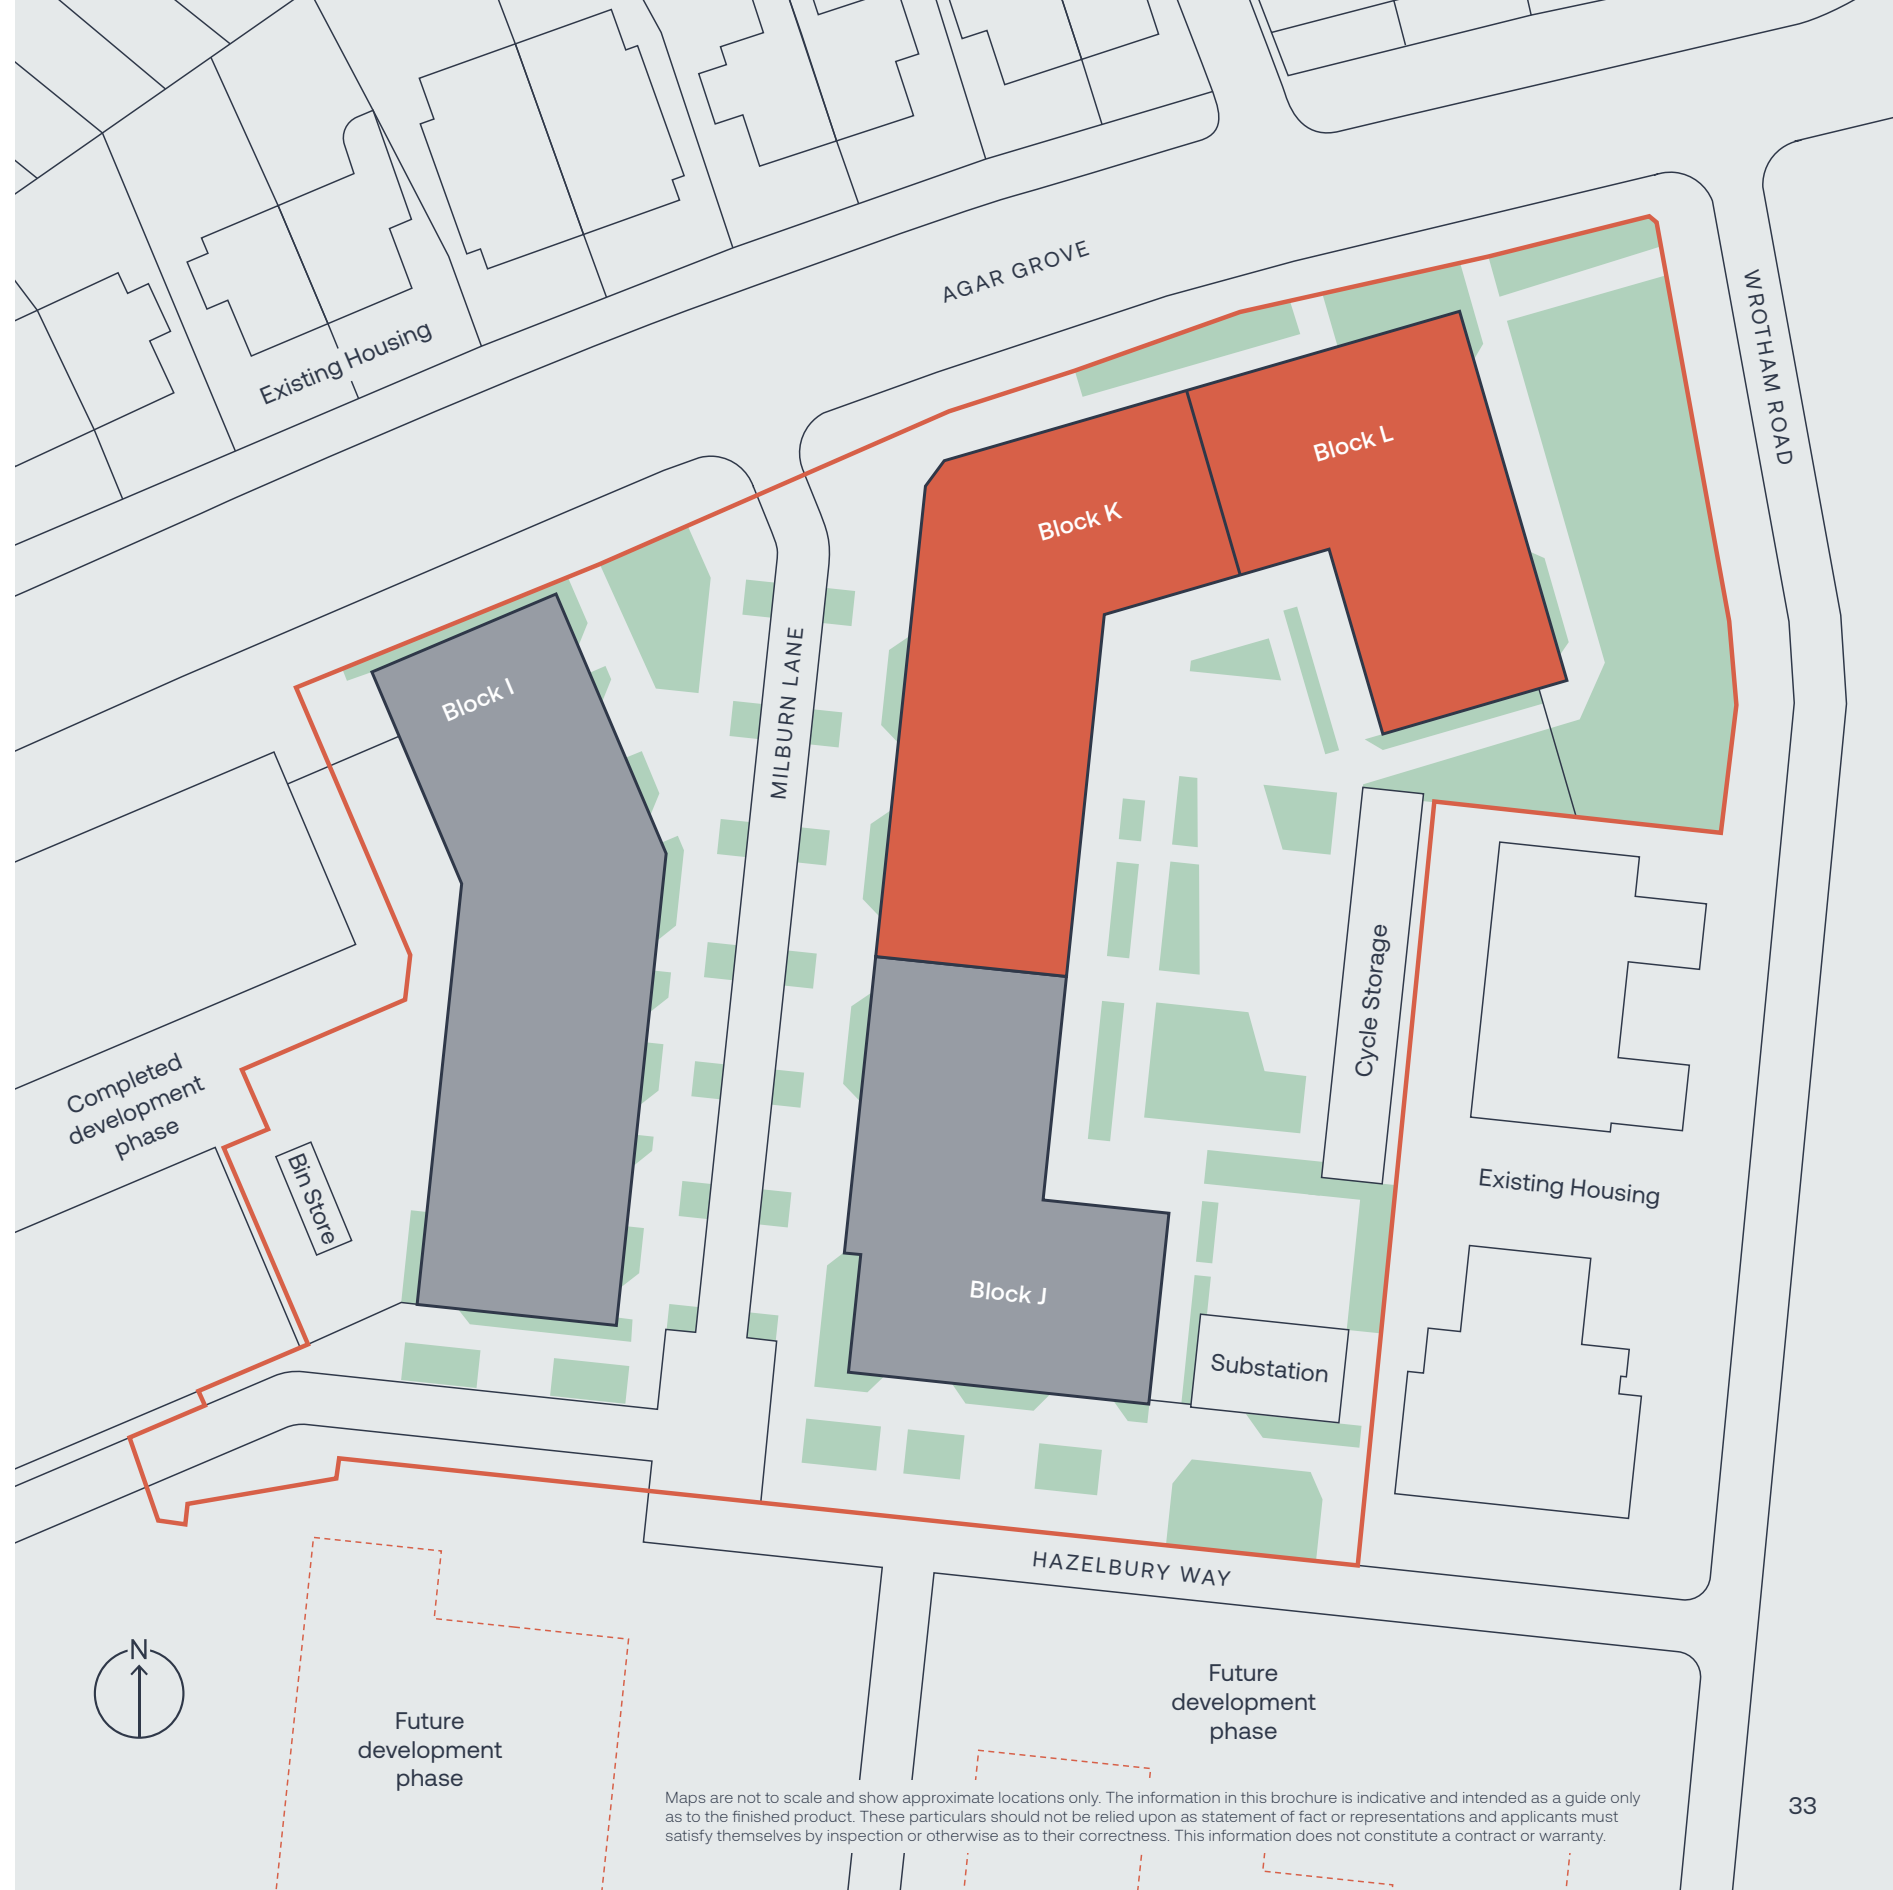 AGAR GROVE
WROTHAM ROAD
Existing Housing
Block L
Block K
Block I
MILBURN LANE
Cycle Storage
Completed
development
phase
Bin Store
Existing Housing
Block J
Substation
HAZELBURY WAY
N
Future
development
phase
Future
development
phase
Maps are not to scale and show approximate locations only. The information in this brochure is indicative and intended as a guide only
as to the finished product. These particulars should not be relied upon as statement of fact or representations and applicants must
satisfy themselves by inspection or otherwise as to their correctness. This information does not constitute a contract or warranty.
33